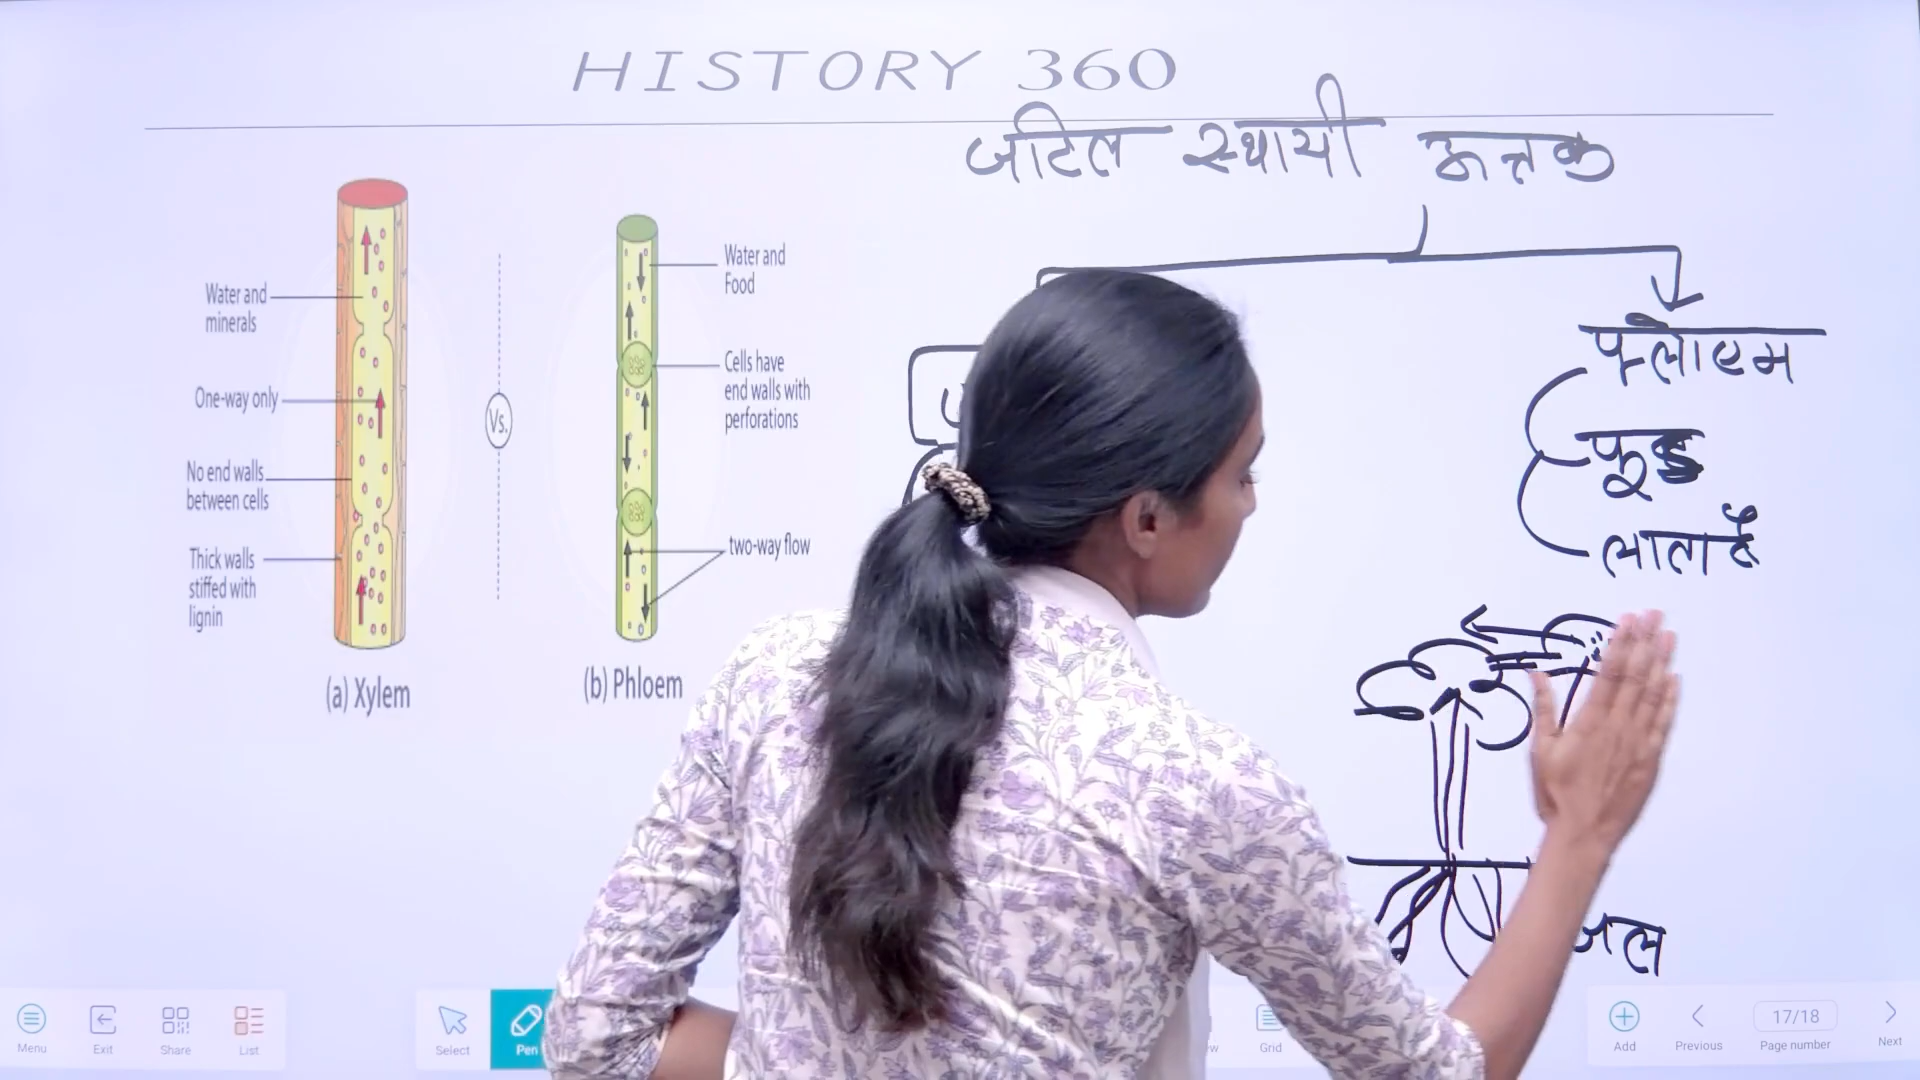 HISTORY 360
जटिल स्थायी ऊत्तक
Water and
minerals
One-way only
No end walls
between cells
Thick walls
stiffed with
lignin
(a) Xylem
Vs.
Water and
Food
Cells have
end walls with
perforations
two-way flow
(b) Phloem
फ्लोएम
फूड
लाता है
जल
Menu
Exit
Share
List
Select
Pen
Grid
Add
Previous
17/18
Page number
Next